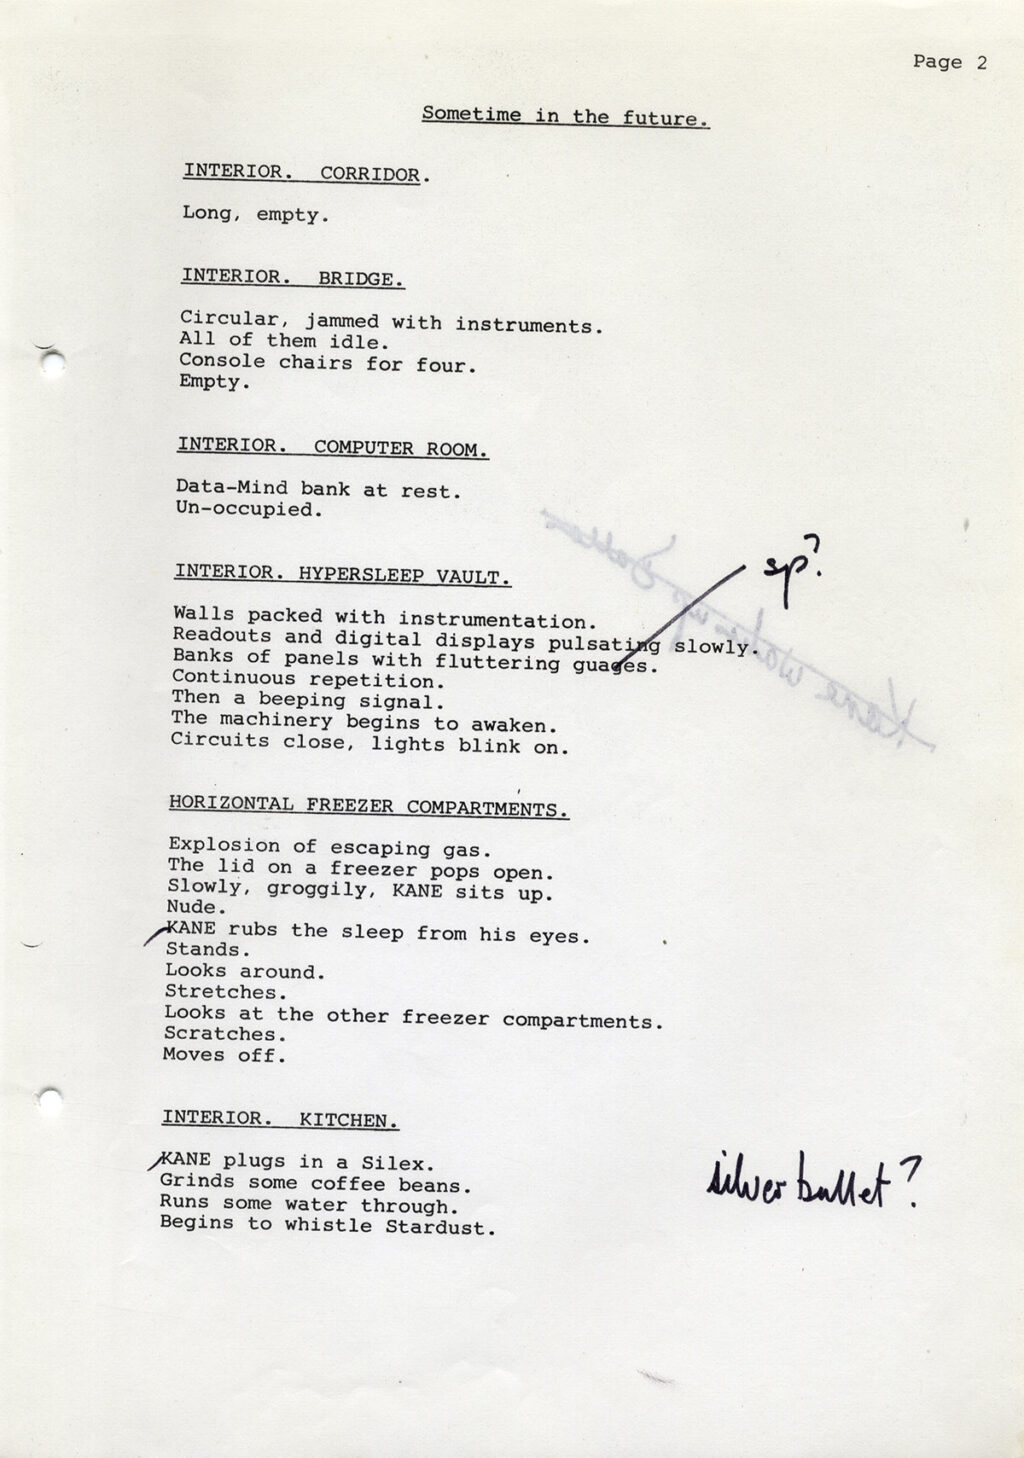 Page 2
Sometime in the future.
INTERIOR. CORRIDOR.
Long, empty.
INTERIOR. BRIDGE.
Circular, jammed with instruments.
All of them idle.
Console chairs for four.
Empty.
INTERIOR. COMPUTER ROOM.
Data-Mind bank at rest.
Un-occupied.
sp?
INTERIOR. HYPERSLEEP VAULT.
Walls packed with instrumentation.
Readouts and digital displays pulsating slowly.
Banks of panels with fluttering guages.
Continuous repetition.
Then a beeping signal.
The machinery begins to awaken.
Circuits close, lights blink on.
Kane wakes up Dallas
HORIZONTAL FREEZER COMPARTMENTS.
Explosion of escaping gas.
The lid on a freezer pops open.
Slowly, groggily, KANE sits up.
Nude.
KANE rubs the sleep from his eyes.
Stands.
Looks around.
Stretches.
Looks at the other freezer compartments.
Scratches.
Moves off.
INTERIOR. KITCHEN.
KANE plugs in a Silex.
Grinds some coffee beans.
Runs some water through.
Begins to whistle Stardust.
silver bullet?